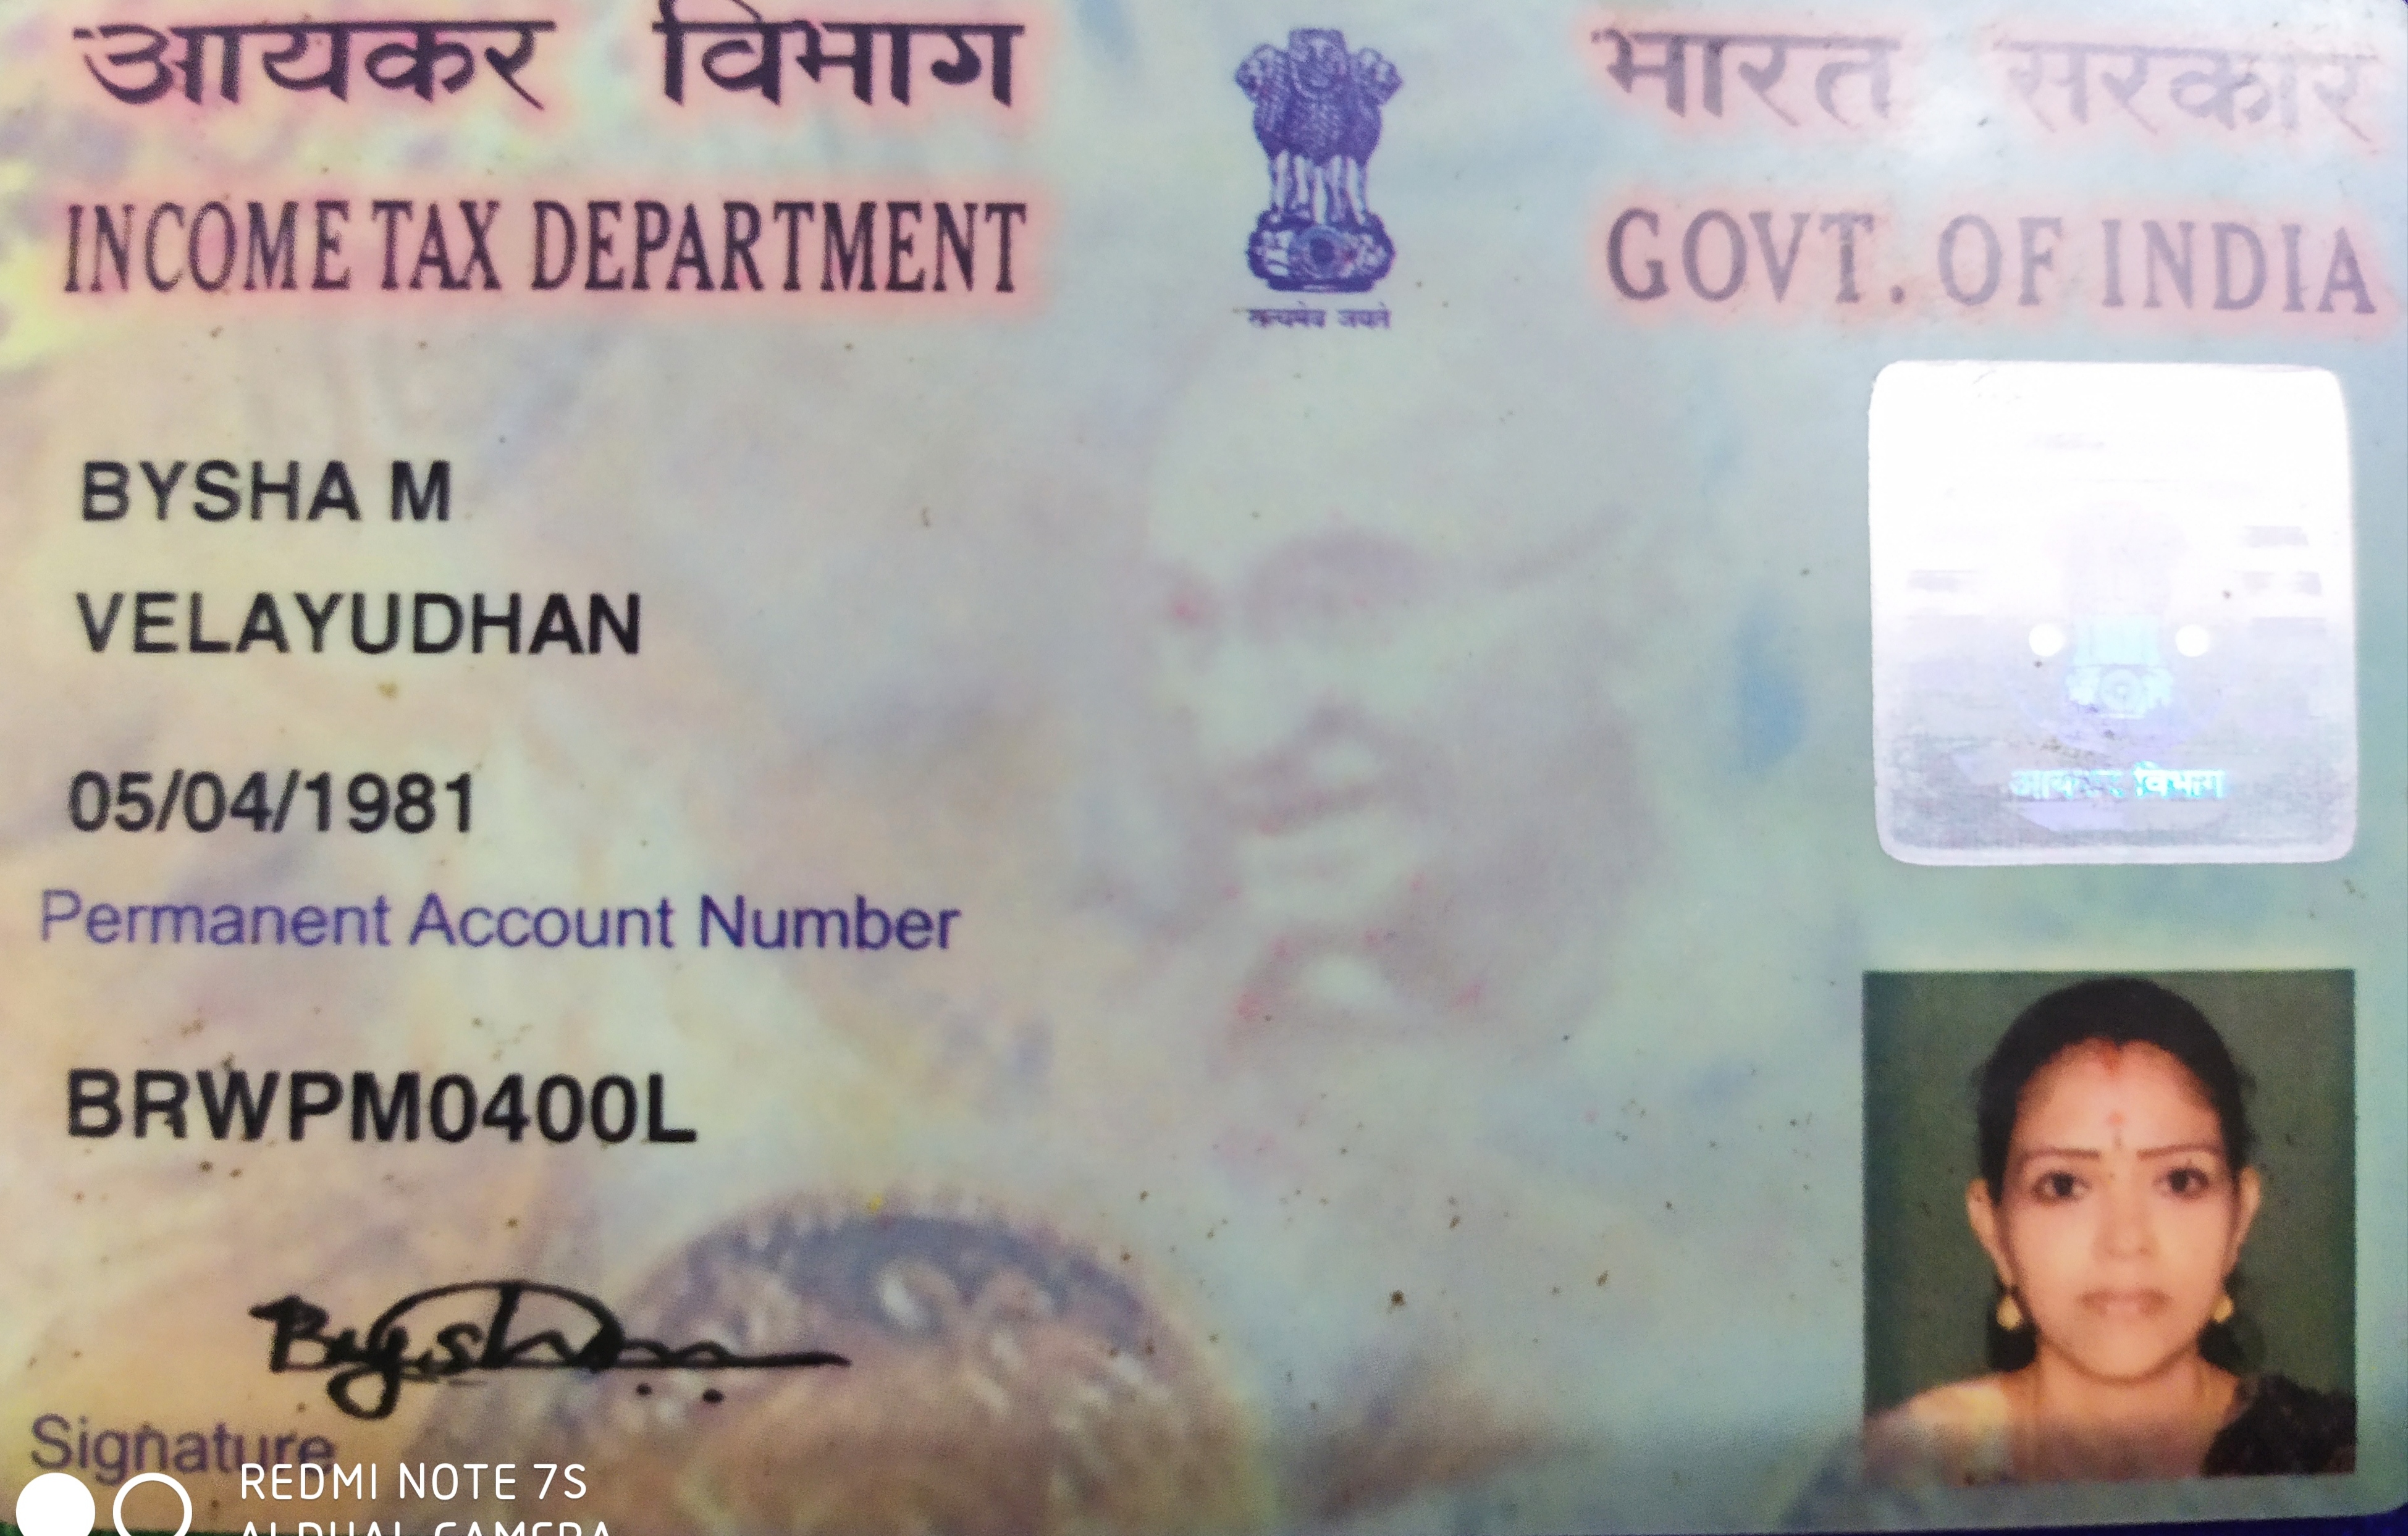 आयकर विभाग
भारत सरकार
INCOME TAX DEPARTMENT
GOVT. OF INDIA
सत्यमेव जयते
BYSHA M
VELAYUDHAN
05/04/1981
आयकर विभाग
Permanent Account Number
BRWPM0400L
Bysha
Signature
REDMI NOTE 7S
AI DUAL CAMERA